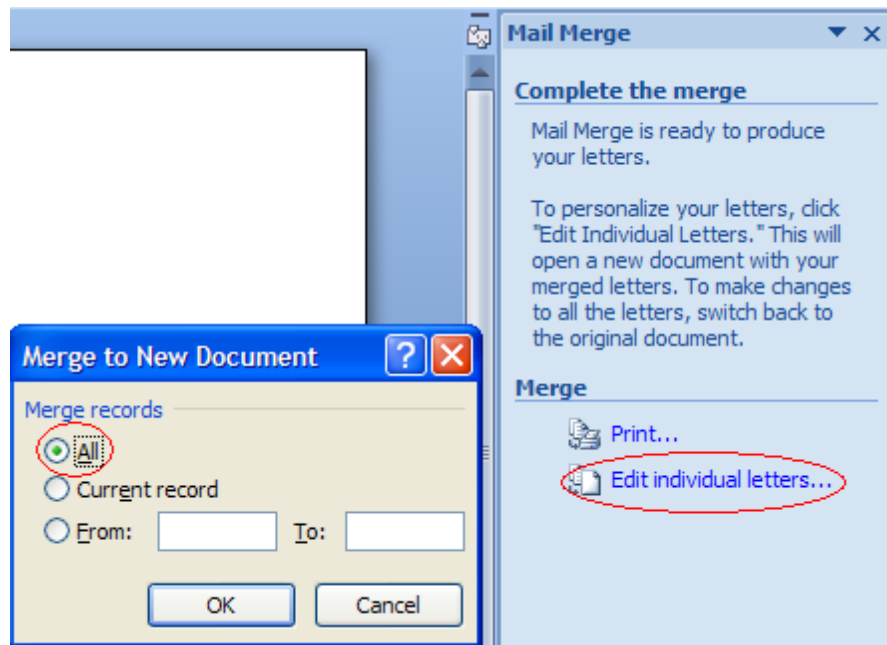 Mail Merge
Complete the merge
Mail Merge is ready to produce
your letters.
To personalize your letters, click
"Edit Individual Letters." This will
open a new document with your
merged letters. To make changes
to all the letters, switch back to
the original document.
Merge
Print...
Edit individual letters...
Merge to New Document
Merge records
All
Current record
From: To:
OK Cancel